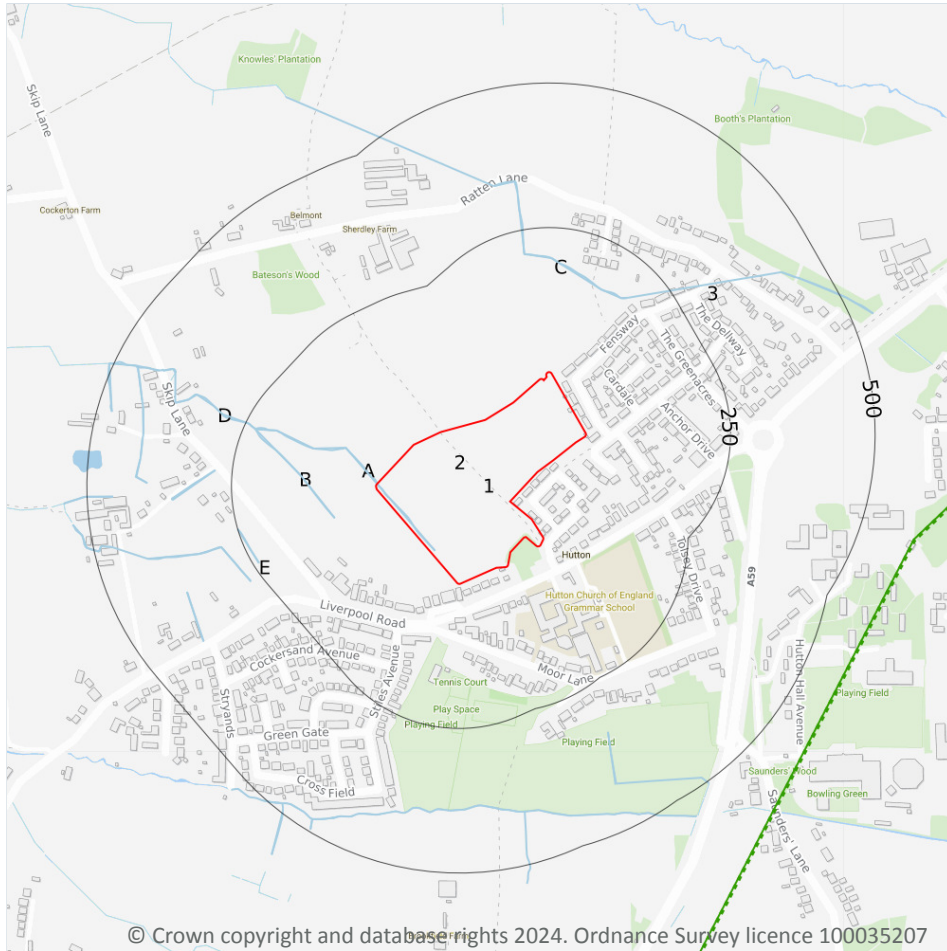 Knowles' Plantation
Skip Lane
Booth's Plantation
Ratten Lane
Cockerton Farm
Belmont
Sherdley Farm
Bateson's Wood
C
3
The Dellway
Fensway
The Greenacres
Cardale
Anchor Drive
500
250
Skip Lane
D
A
2
B
1
Hutton
Tolsey Drive
E
A59
Hutton Church of England
Grammar School
Liverpool Road
Cockersand Avenue
Stiles Avenue
Moor Lane
Hutton Hall Avenue
Tennis Court
Playing Field
Stryands
Play Space
Playing Field
Green Gate
Playing Field
Saunders' Wood
Cross Field
Bowling Green
Saunders' Lane
© Crown copyright and database rights 2024. Ordnance Survey licence 100035207